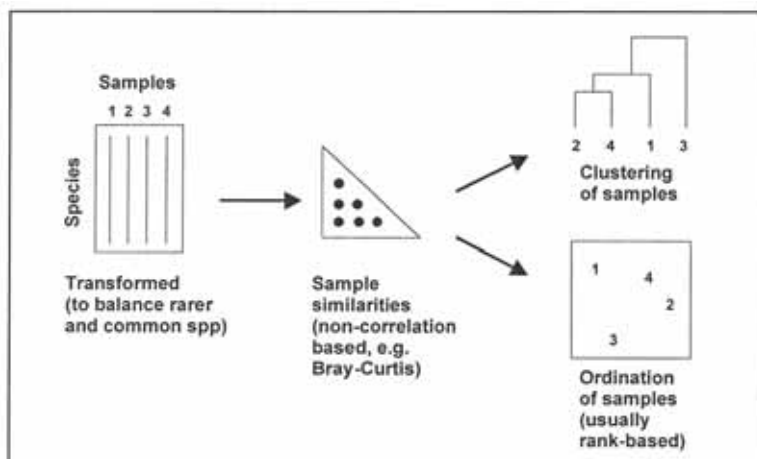 Samples
1 2 3 4
Species
Transformed
(to balance rarer
and common spp)
Sample
similarities
(non-correlation
based, e.g.
Bray-Curtis)
2 4 1 3
Clustering
of samples
1
4
2
3
Ordination
of samples
(usually
rank-based)